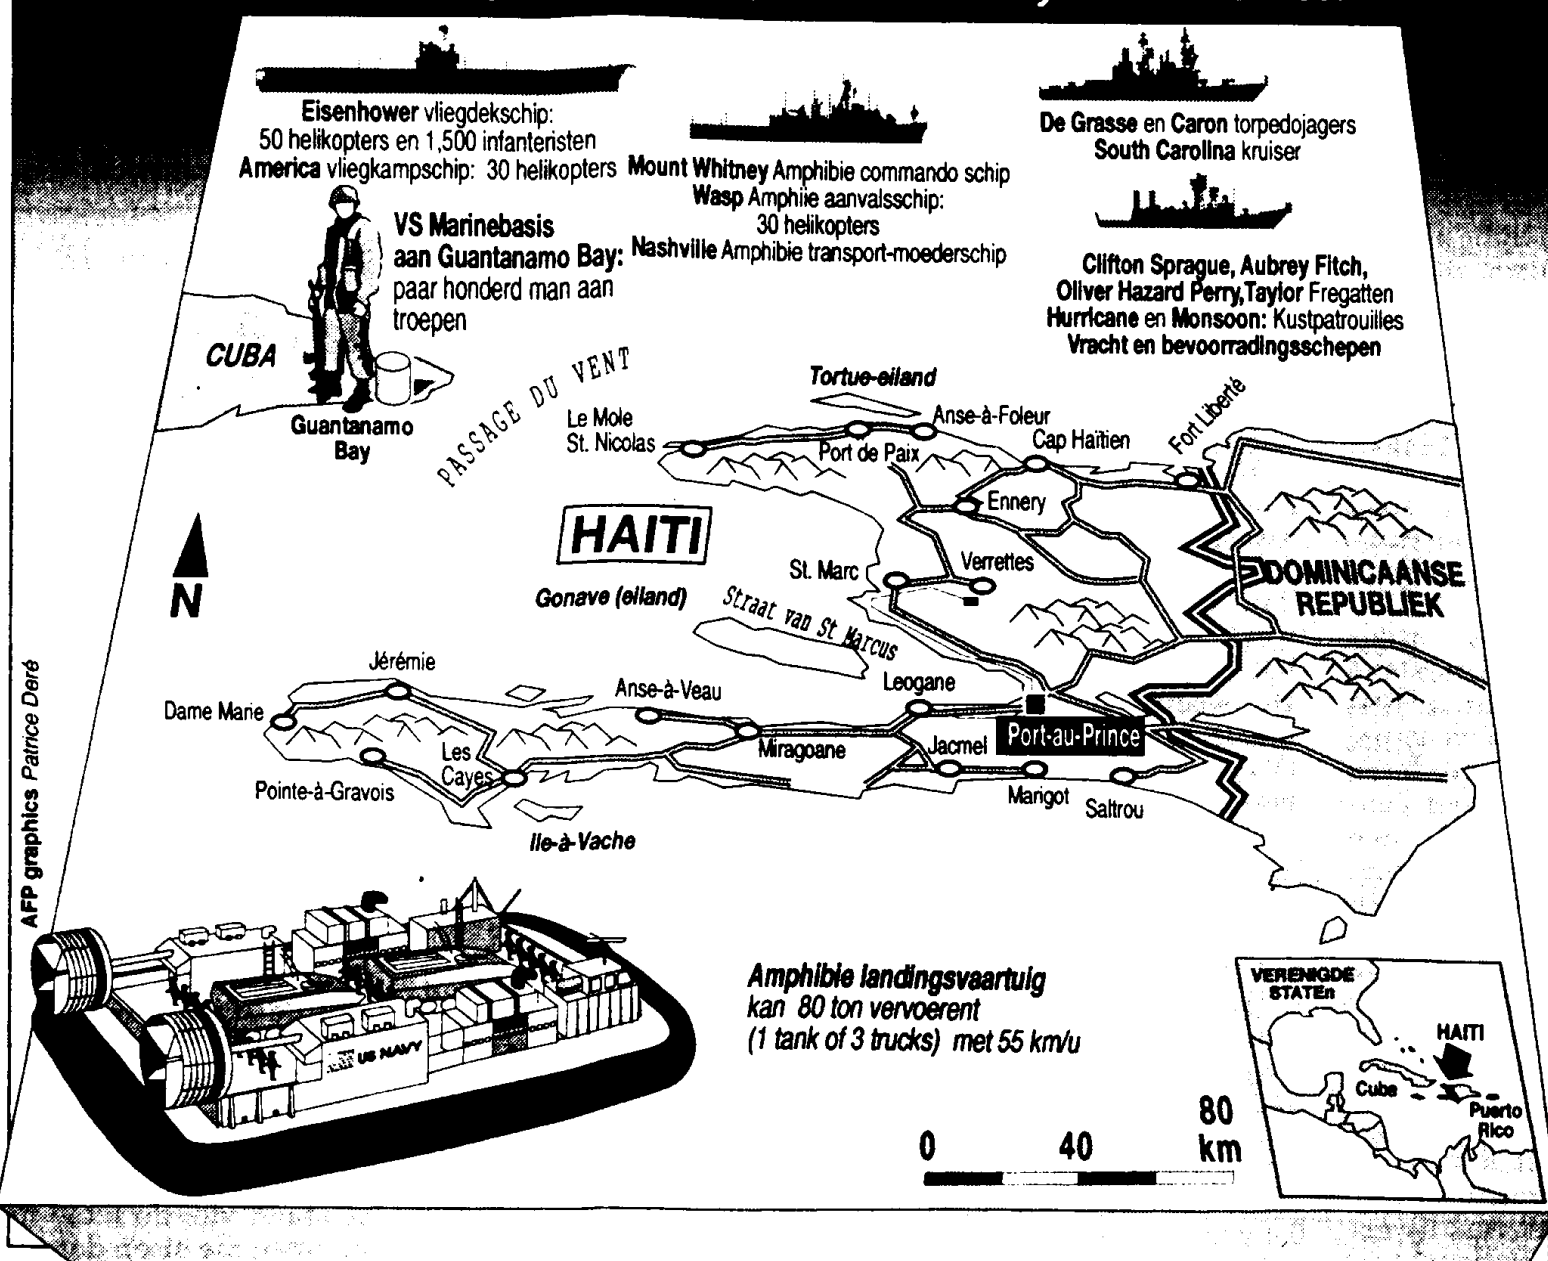 Eisenhower vliegdekschip:
50 helikopters en 1,500 infanteristen
America vliegkampschip: 30 helikopters
Mount Whitney Amphibie commando schip
Wasp Amphiie aanvalsschip:
30 helikopters
Nashville Amphibie transport-moederschip
De Grasse en Caron torpedojagers
South Carolina kruiser
Clifton Sprague, Aubrey Fitch,
Oliver Hazard Perry,Taylor Fregatten
Hurricane en Monsoon: Kustpatrouilles
Vracht en bevoorradingsschepen
VS Marinebasis
aan Guantanamo Bay:
paar honderd man aan
troepen
CUBA
Guantanamo
Bay
PASSAGE DU VENT
Tortue-eiland
Le Mole
St. Nicolas
Port de Paix
Anse-à-Foleur
Cap Haïtien
Fort Liberté
Ennery
HAITI
N
St. Marc
Verrettes
DOMINICAANSE
REPUBLIEK
Gonave (eiland)
Straat van St Marcus
Jérémie
Dame Marie
Anse-à-Veau
Leogane
Port-au-Prince
Miragoane
Jacmel
Les
Cayes
Pointe-à-Gravois
Marigot
Saltrou
Ile-à-Vache
AFP graphics Patrice Deré
US NAVY
Amphibie landingsvaartuig
kan 80 ton vervoerent
(1 tank of 3 trucks) met 55 km/u
0 40 80
km
VERENIGDE
STATEn
HAITI
Cuba
Puerto
Rico